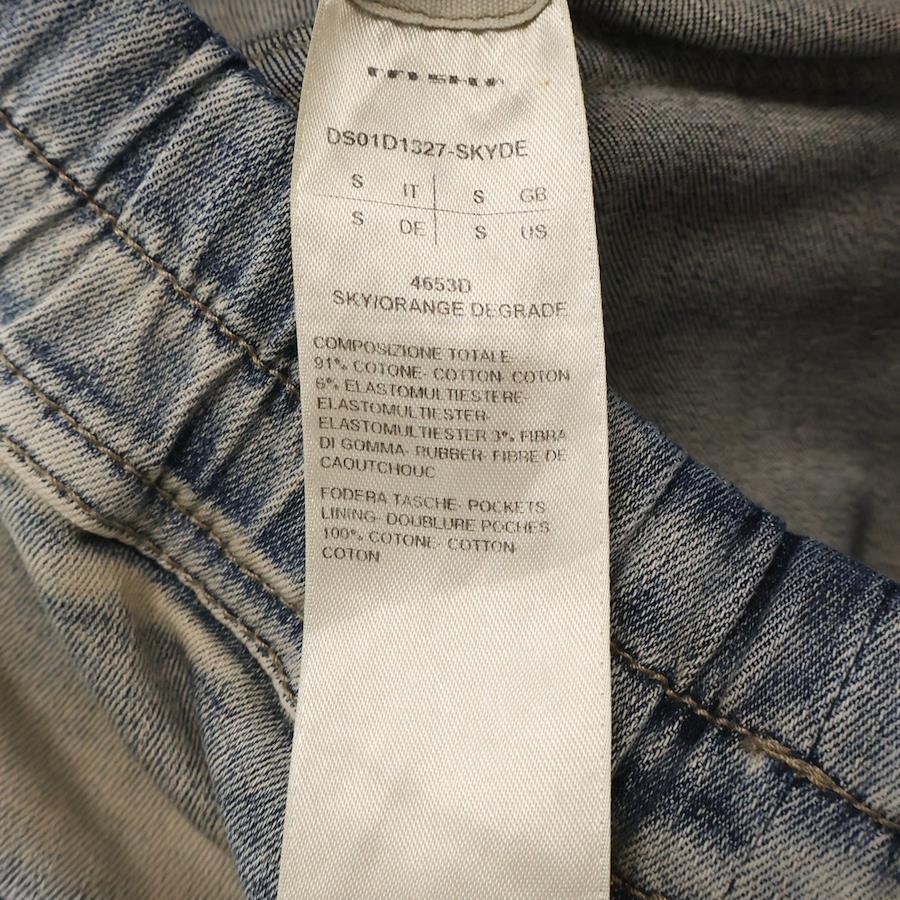 DS01D1327-SKYDE
S IT S GB
S DE S US
4653D
SKY/ORANGE DEGRADE
COMPOSIZIONE TOTALE
91% COTONE- COTTON- COTON
6% ELASTOMULTIESTERE-
ELASTOMULTIESTER-
ELASTOMULTIESTER 3% FIBRA
DI GOMMA- RUBBER- FIBRE DE
CAOUTCHOUC
FODERA TASCHE- POCKETS
LINING- DOUBLURE POCHES
100% COTONE- COTTON-
COTON